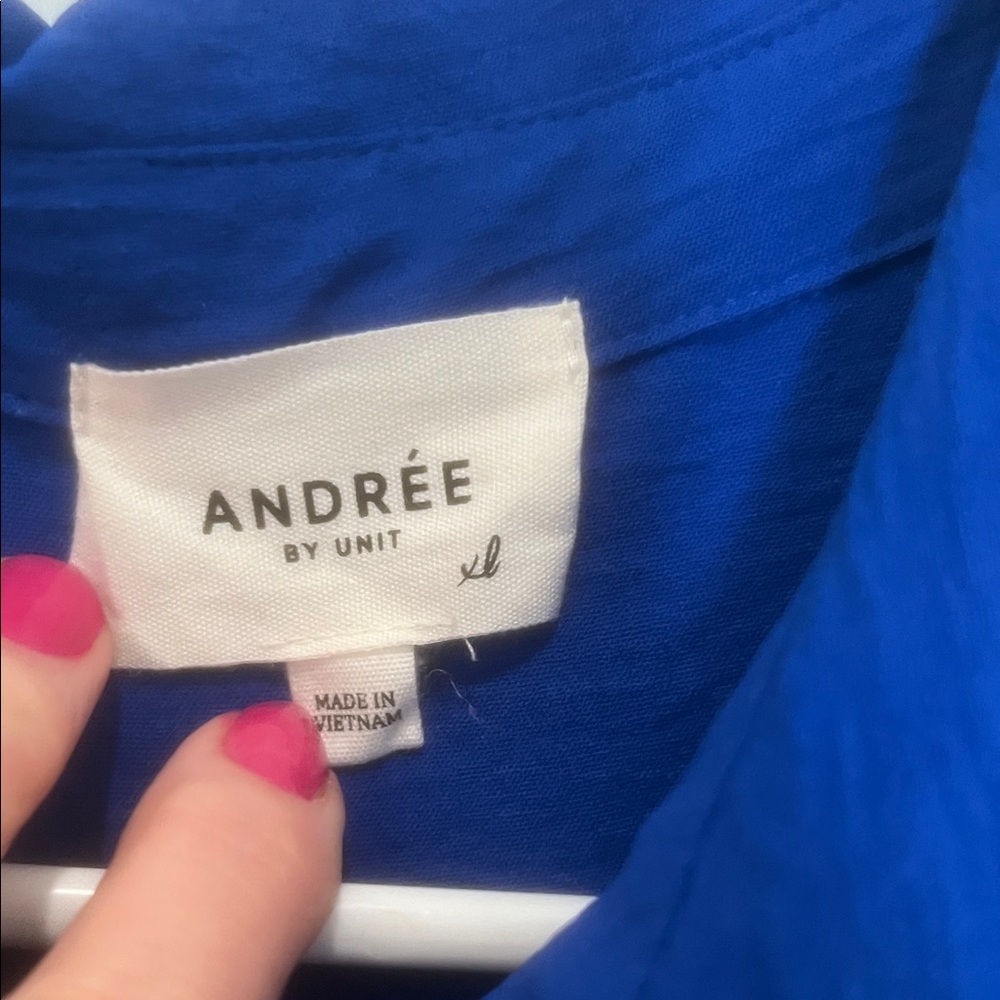 ANDRÉE
BY UNIT
xl
MADE IN
VIETNAM